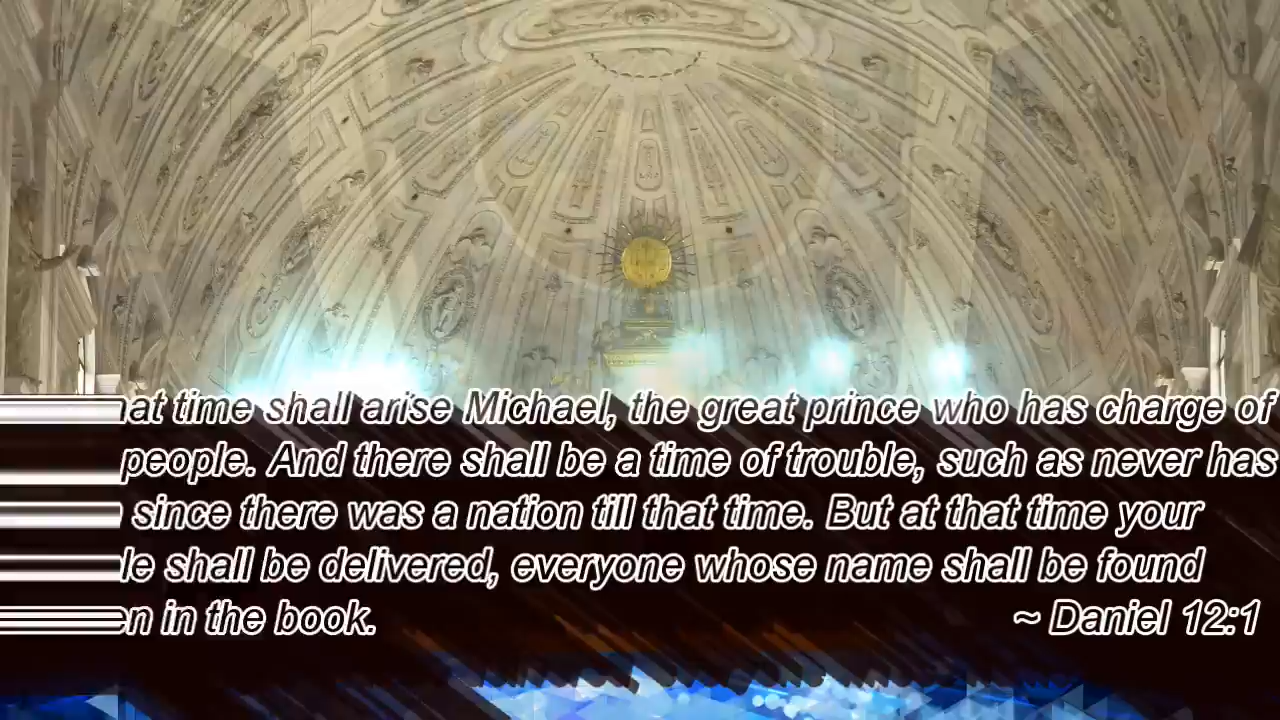 time shall arise Michael, the great prince who has charge of
people. And there shall be a time of trouble, such as never has
since there was a nation till that time. But at that time your
shall be delivered, everyone whose name shall be found
in the book. ~ Daniel 12:1